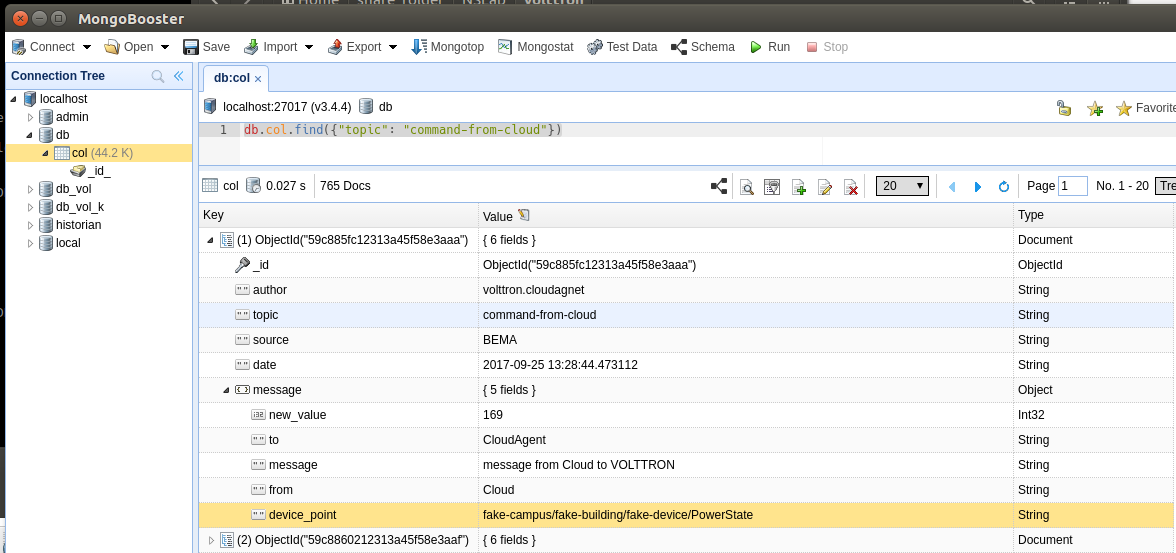 Home share_folder NScap volttron
MongoBooster
Connect Open Save Import Export Mongotop Mongostat Test Data Schema Run Stop
Connection Tree
localhost
admin
db
col (44.2 K)
_id_
db_vol
db_vol_k
historian
local
db:col ×
localhost:27017 (v3.4.4) db
Favorite
1 db.col.find({"topic": "command-from-cloud"})
col 0.027 s 765 Docs 20 Page 1 No. 1 - 20 Tre
Key Value Type
(1) ObjectId("59c885fc12313a45f58e3aaa") { 6 fields } Document
_id ObjectId("59c885fc12313a45f58e3aaa") ObjectId
author volttron.cloudagnet String
topic command-from-cloud String
source BEMA String
date 2017-09-25 13:28:44.473112 String
message { 5 fields } Object
new_value 169 Int32
to CloudAgent String
message message from Cloud to VOLTTRON String
from Cloud String
device_point fake-campus/fake-building/fake-device/PowerState String
(2) ObjectId("59c8860212313a45f58e3aaf") { 6 fields } Document